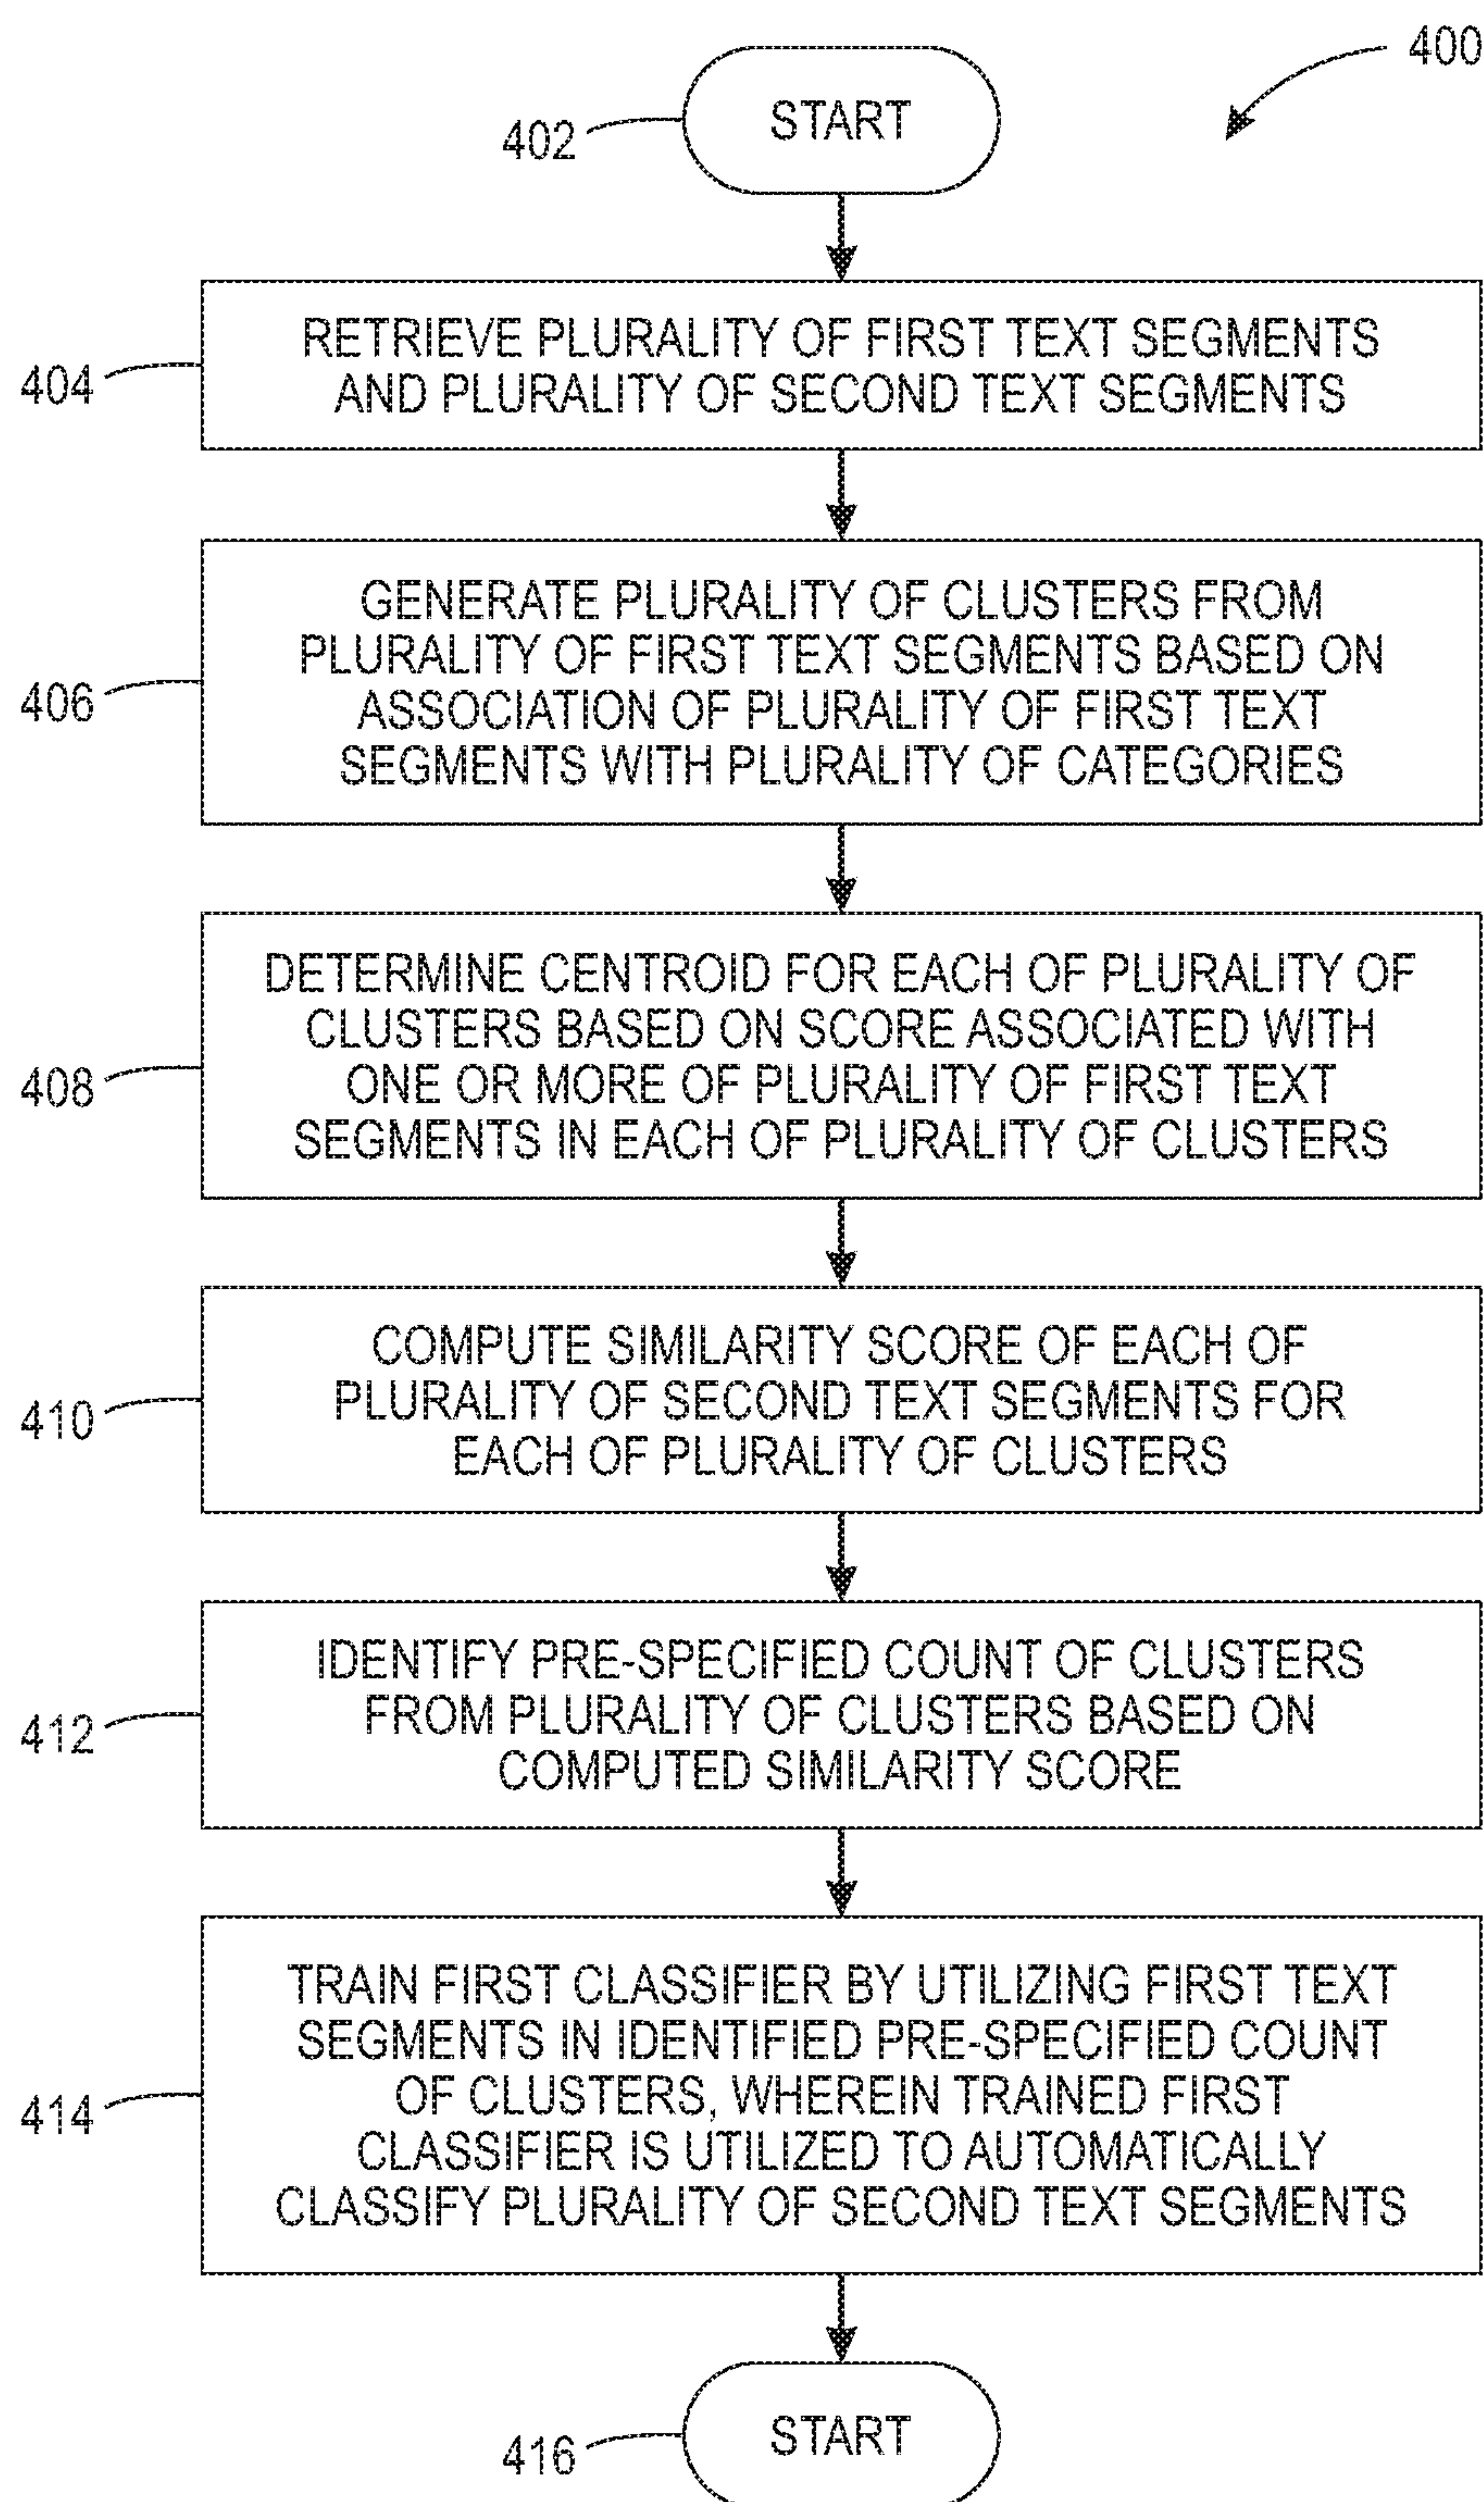 400
402
START
404
RETRIEVE PLURALITY OF FIRST TEXT SEGMENTS
AND PLURALITY OF SECOND TEXT SEGMENTS
406
GENERATE PLURALITY OF CLUSTERS FROM
PLURALITY OF FIRST TEXT SEGMENTS BASED ON
ASSOCIATION OF PLURALITY OF FIRST TEXT
SEGMENTS WITH PLURALITY OF CATEGORIES
408
DETERMINE CENTROID FOR EACH OF PLURALITY OF
CLUSTERS BASED ON SCORE ASSOCIATED WITH
ONE OR MORE OF PLURALITY OF FIRST TEXT
SEGMENTS IN EACH OF PLURALITY OF CLUSTERS
410
COMPUTE SIMILARITY SCORE OF EACH OF
PLURALITY OF SECOND TEXT SEGMENTS FOR
EACH OF PLURALITY OF CLUSTERS
412
IDENTIFY PRE-SPECIFIED COUNT OF CLUSTERS
FROM PLURALITY OF CLUSTERS BASED ON
COMPUTED SIMILARITY SCORE
414
TRAIN FIRST CLASSIFIER BY UTILIZING FIRST TEXT
SEGMENTS IN IDENTIFIED PRE-SPECIFIED COUNT
OF CLUSTERS, WHEREIN TRAINED FIRST
CLASSIFIER IS UTILIZED TO AUTOMATICALLY
CLASSIFY PLURALITY OF SECOND TEXT SEGMENTS
416
START